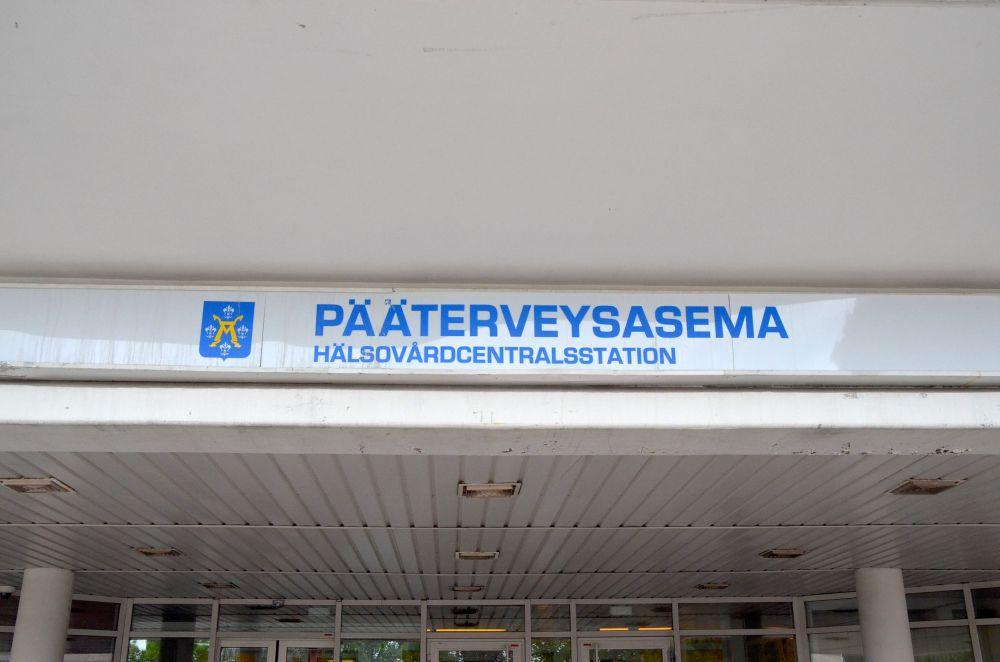 PÄÄTERVEYSASEMA
HÄLSOVÅRDCENTRALSSTATION